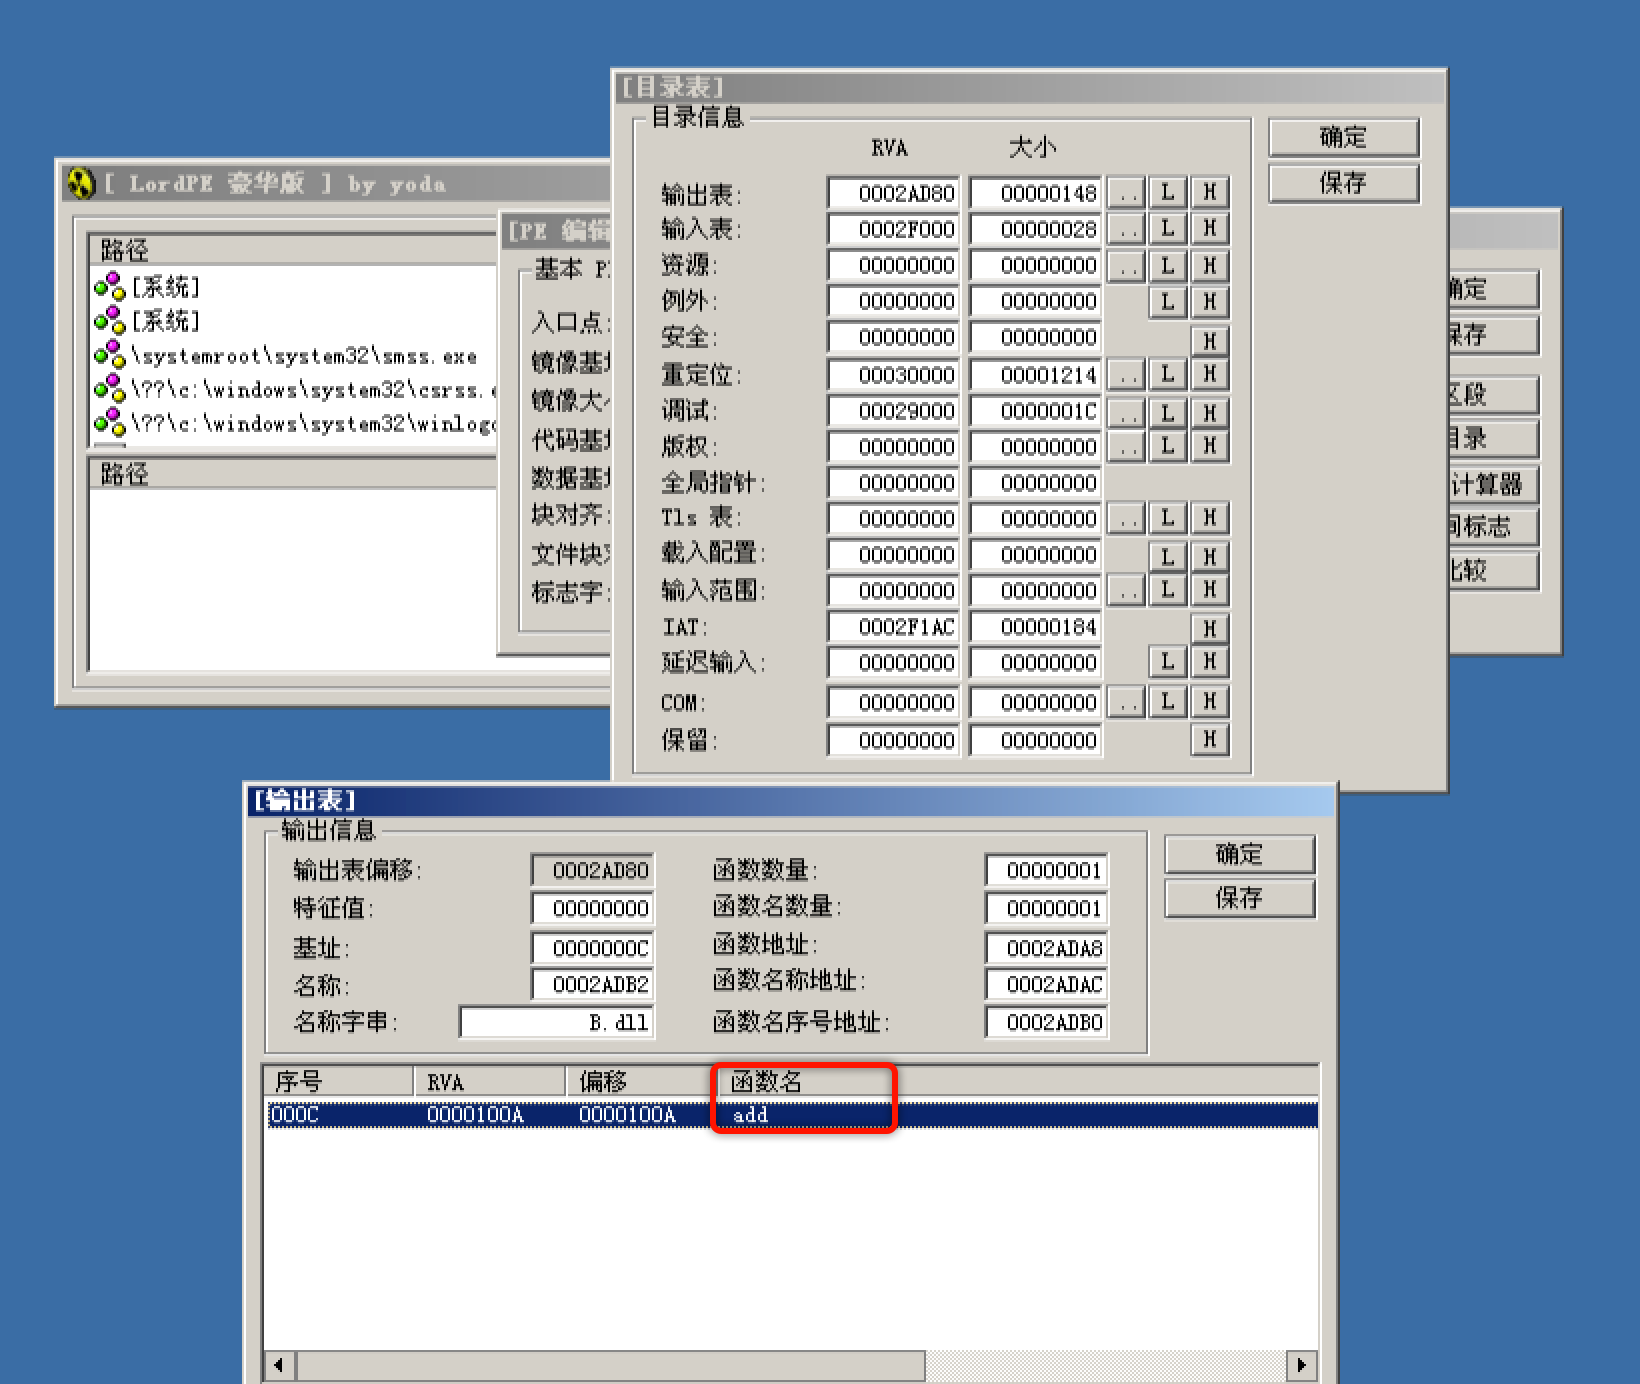 [ LordPE 豪华版 ] by yoda
路径
[系统]
[系统]
\systemroot\system32\smss.exe
\??\c:\windows\system32\csrss.
\??\c:\windows\system32\winlogo
路径
[PE 编辑
基本 P
入口点:
镜像基址
镜像大小
代码基址
数据基址
块对齐:
文件块对
标志字:
确定
保存
区段
目录
计算器
间标志
比较
[目录表]
目录信息
RVA 大小
输出表: 0002AD80 00000148 .. L H
输入表: 0002F000 00000028 .. L H
资源: 00000000 00000000 .. L H
例外: 00000000 00000000 L H
安全: 00000000 00000000 H
重定位: 00030000 00001214 .. L H
调试: 00029000 0000001C .. L H
版权: 00000000 00000000 .. L H
全局指针: 00000000 00000000
Tls 表: 00000000 00000000 .. L H
载入配置: 00000000 00000000 L H
输入范围: 00000000 00000000 .. L H
IAT: 0002F1AC 00000184 H
延迟输入: 00000000 00000000 L H
COM: 00000000 00000000 .. L H
保留: 00000000 00000000 H
确定
保存
[输出表]
输出信息
输出表偏移: 0002AD80 函数数量: 00000001
特征值: 00000000 函数名数量: 00000001
基址: 0000000C 函数地址: 0002ADA8
名称: 0002ADB2 函数名称地址: 0002ADAC
名称字串: B.dll 函数名序号地址: 0002ADB0
确定
保存
序号 RVA 偏移 函数名
000C 0000100A 0000100A add